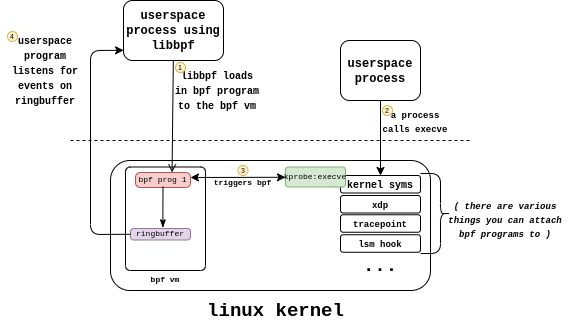 userspace
process using
libbpf
4
userspace
program
listens for
events on
ringbuffer
1
libbpf loads
in bpf program
to the bpf vm
userspace
process
2
a process
calls execve
bpf prog 1
3
triggers bpf
kprobe:execve
kernel syms
xdp
tracepoint
lsm hook
...
ringbuffer
bpf vm
( there are various
things you can attach
bpf programs to )
linux kernel